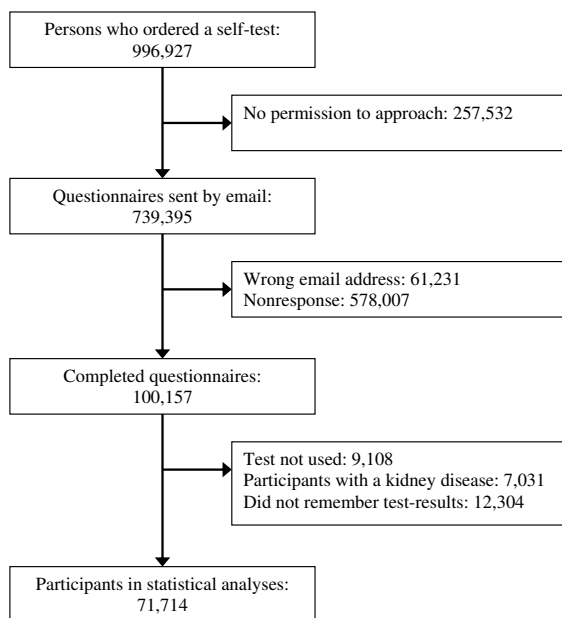 Persons who ordered a self-test:
996,927
No permission to approach: 257,532
Questionnaires sent by email:
739,395
Wrong email address: 61,231
Nonresponse: 578,007
Completed questionnaires:
100,157
Test not used: 9,108
Participants with a kidney disease: 7,031
Did not remember test-results: 12,304
Participants in statistical analyses:
71,714